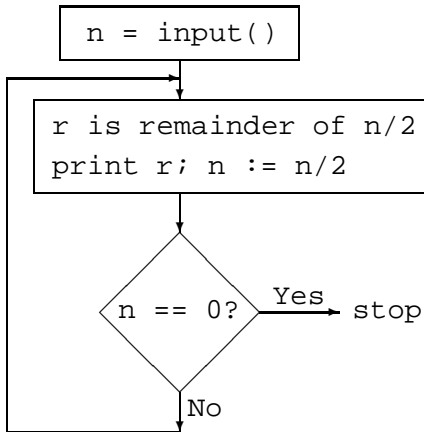 n = input()
r is remainder of n/2
print r; n := n/2
n == 0?
Yes
stop
No